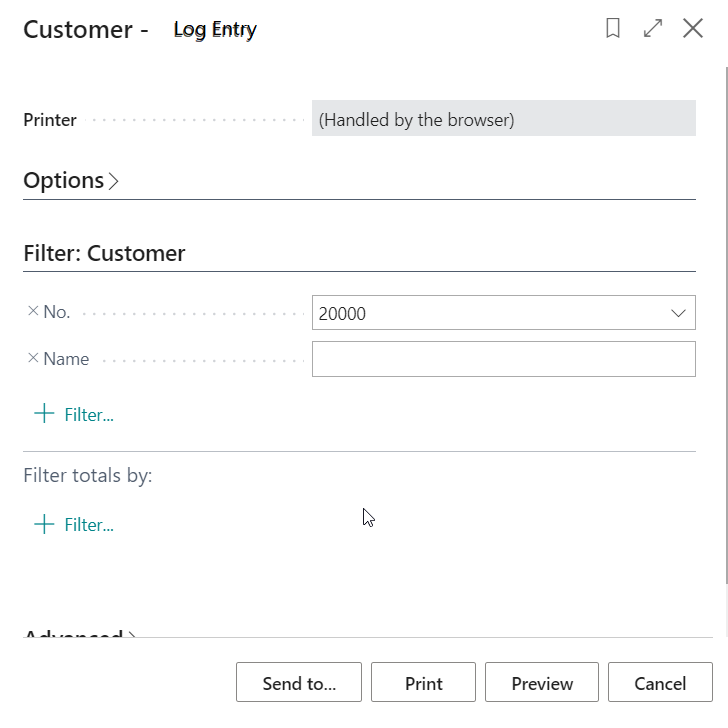 Customer - Log Entry
Printer (Handled by the browser)
Options
Filter: Customer
No. 20000
Name
Filter...
Filter totals by:
Filter...
Advanced
Send to... Print Preview Cancel